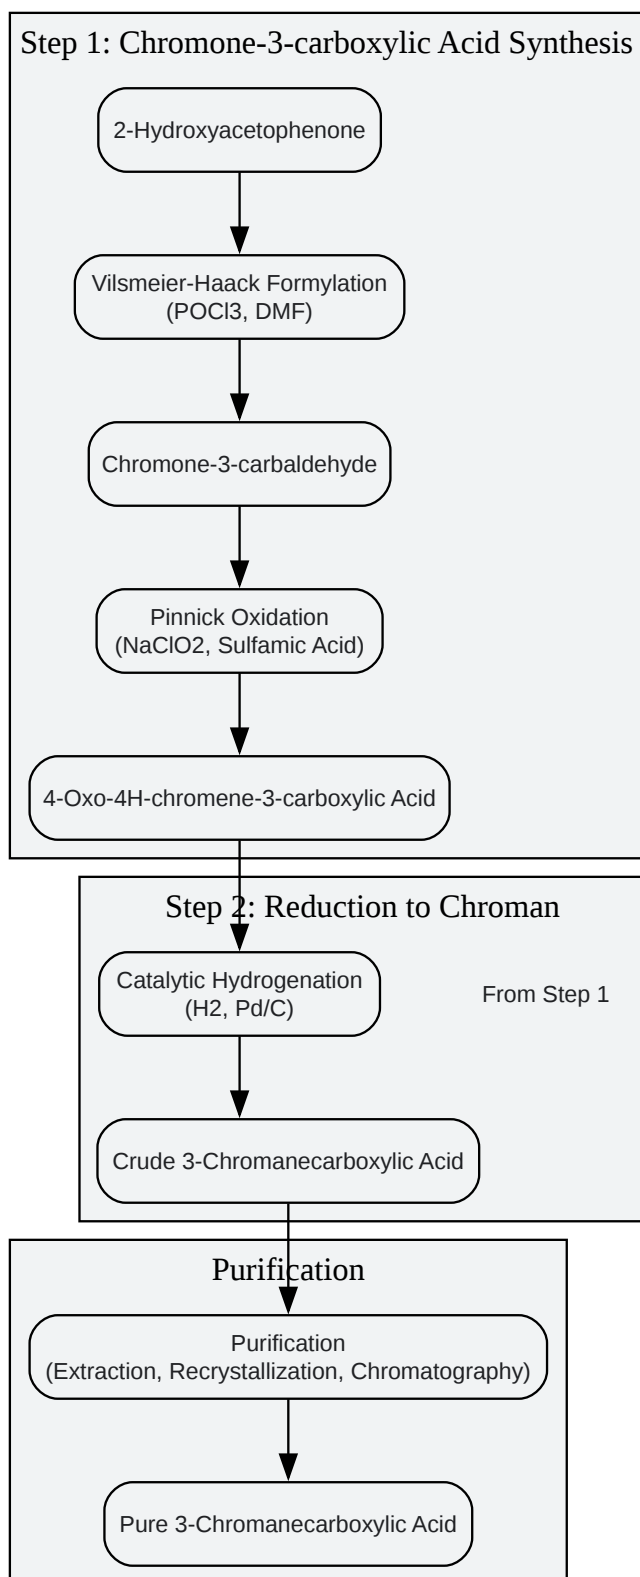 Step 1: Chromone-3-carboxylic Acid Synthesis
2-Hydroxyacetophenone
Vilsmeier-Haack Formylation
(POCl3, DMF)
Chromone-3-carbaldehyde
Pinnick Oxidation
(NaClO2, Sulfamic Acid)
4-Oxo-4H-chromene-3-carboxylic Acid
Step 2: Reduction to Chroman
Catalytic Hydrogenation
(H2, Pd/C)
From Step 1
Crude 3-Chromanecarboxylic Acid
Purification
Purification
(Extraction, Recrystallization, Chromatography)
Pure 3-Chromanecarboxylic Acid